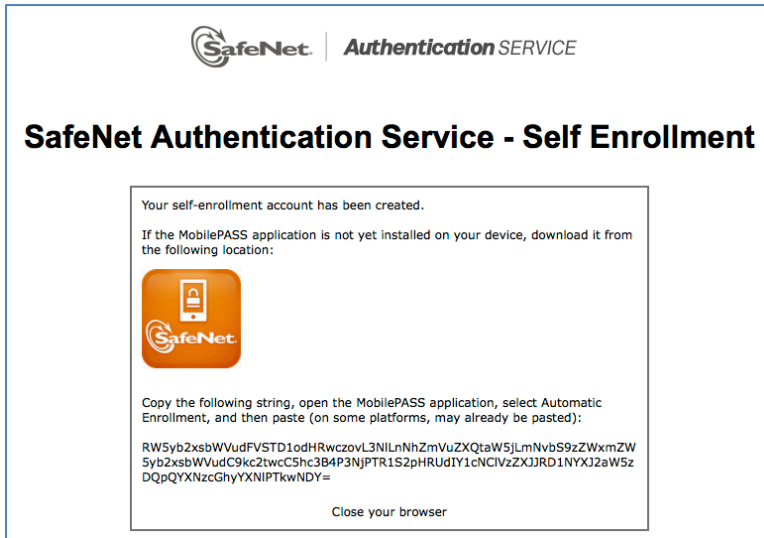 SafeNet. Authentication SERVICE
SafeNet Authentication Service - Self Enrollment
Your self-enrollment account has been created.
If the MobilePASS application is not yet installed on your device, download it from
the following location:
SafeNet.
Copy the following string, open the MobilePASS application, select Automatic
Enrollment, and then paste (on some platforms, may already be pasted):
RW5yb2xsbWVudFVSTD1odHRwczovL3NlLnNhZmVuZXQtaW5jLmNvbS9zZWxmZW
5yb2xsbWVudC9kc2twcC5hc3B4P3NjPTR1S2pHRUdIY1cNClVzZXJJRD1NYXJ2aW5z
DQpQYXNzcGhyYXNlPTkwNDY=
Close your browser